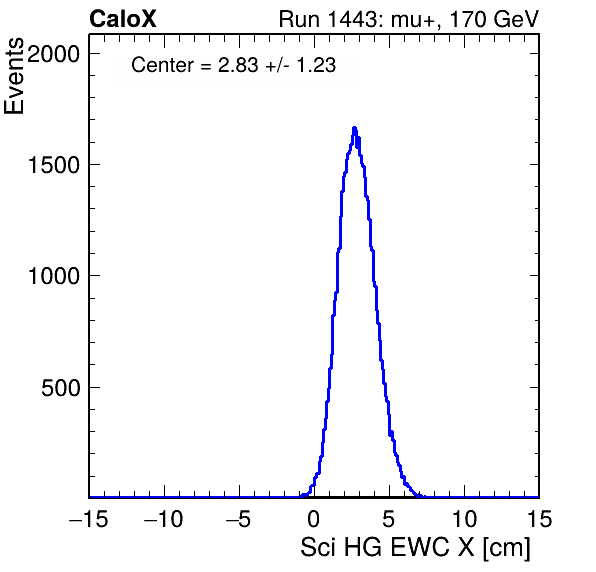 CaloX Run 1443: mu+, 170 GeV
Center = 2.83 +/- 1.23
Events
2000
1500
1000
500
−15 −10 −5 0 5 10 15
Sci HG EWC X [cm]